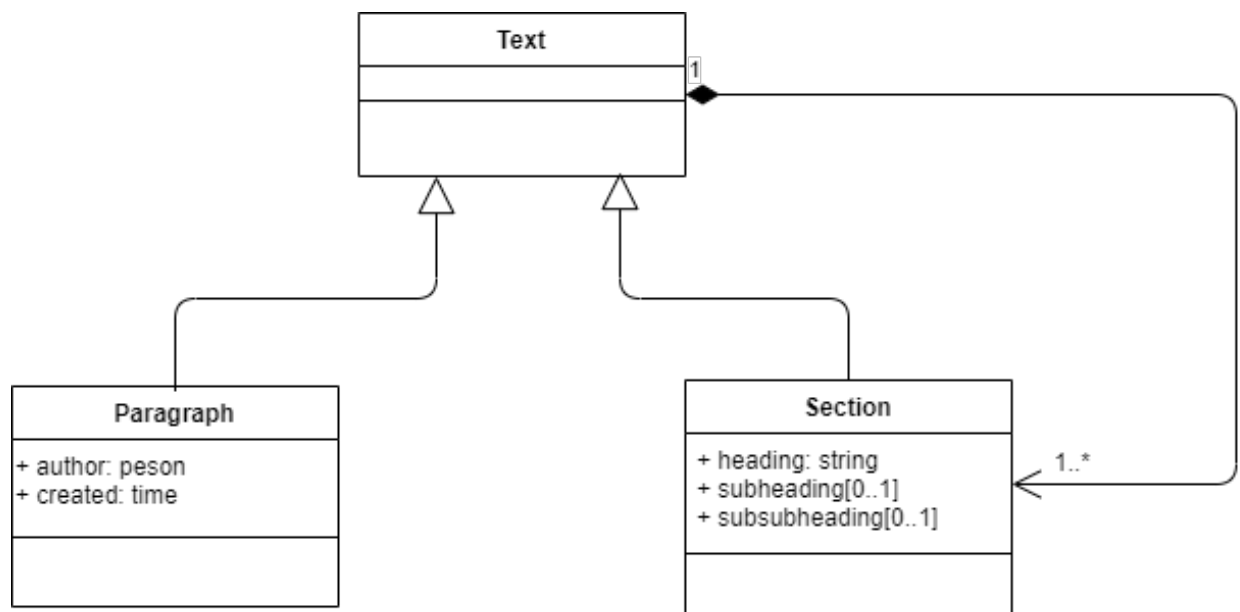 Text
1
Paragraph
+ author: peson
+ created: time
Section
+ heading: string
+ subheading[0..1]
+ subsubheading[0..1]
1..*